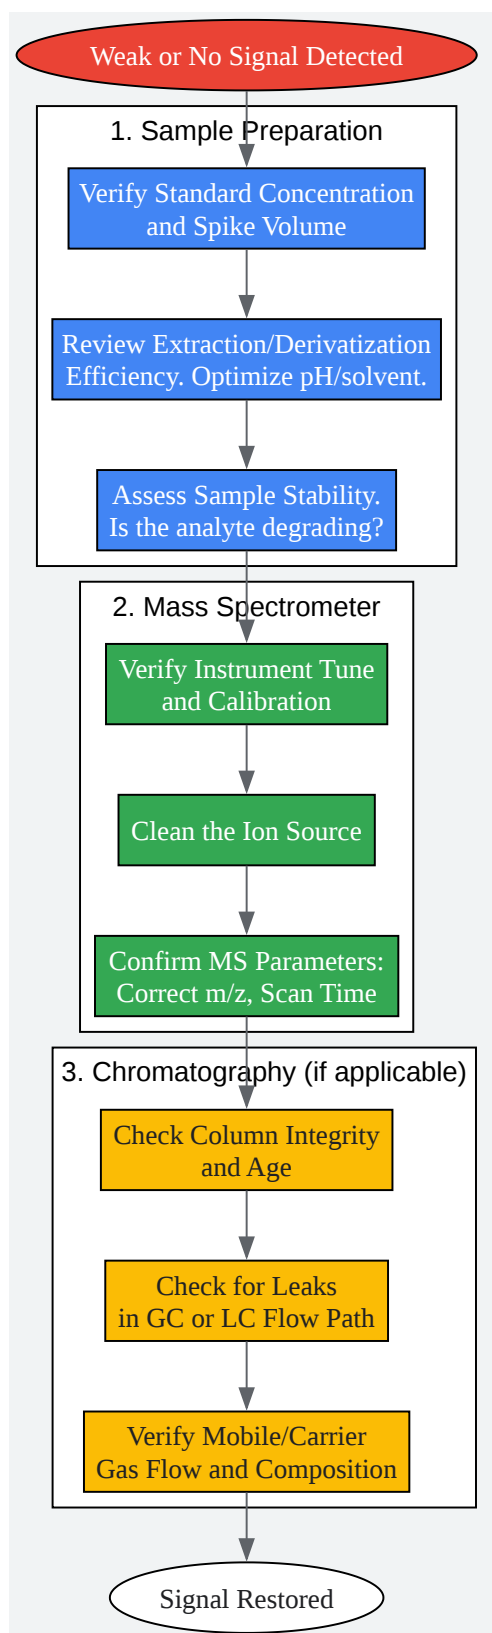 Weak or No Signal Detected
1. Sample Preparation
Verify Standard Concentration
and Spike Volume
Review Extraction/Derivatization
Efficiency. Optimize pH/solvent.
Assess Sample Stability.
Is the analyte degrading?
2. Mass Spectrometer
Verify Instrument Tune
and Calibration
Clean the Ion Source
Confirm MS Parameters:
Correct m/z, Scan Time
3. Chromatography (if applicable)
Check Column Integrity
and Age
Check for Leaks
in GC or LC Flow Path
Verify Mobile/Carrier
Gas Flow and Composition
Signal Restored